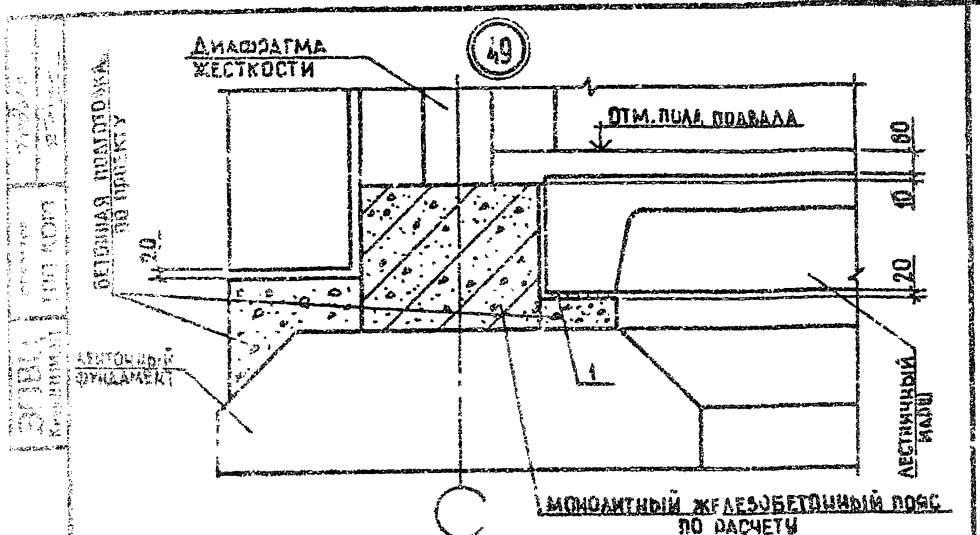 49
ДИАФРАГМА
ЖЕСТКОСТИ
ОТМ. ПОЛА ПОДВАЛА
60
10
20
БЕТОННАЯ ПОДГОТОВКА
ПО ПРОЕКТУ
20
ЛЕНТОЧНЫЙ
ФУНДАМЕНТ
1
ЛЕСТНИЧНЫЙ
МАРШ
МОНОЛИТНЫЙ ЖЕЛЕЗОБЕТОННЫЙ ПОЯС
ПО РАСЧЕТУ